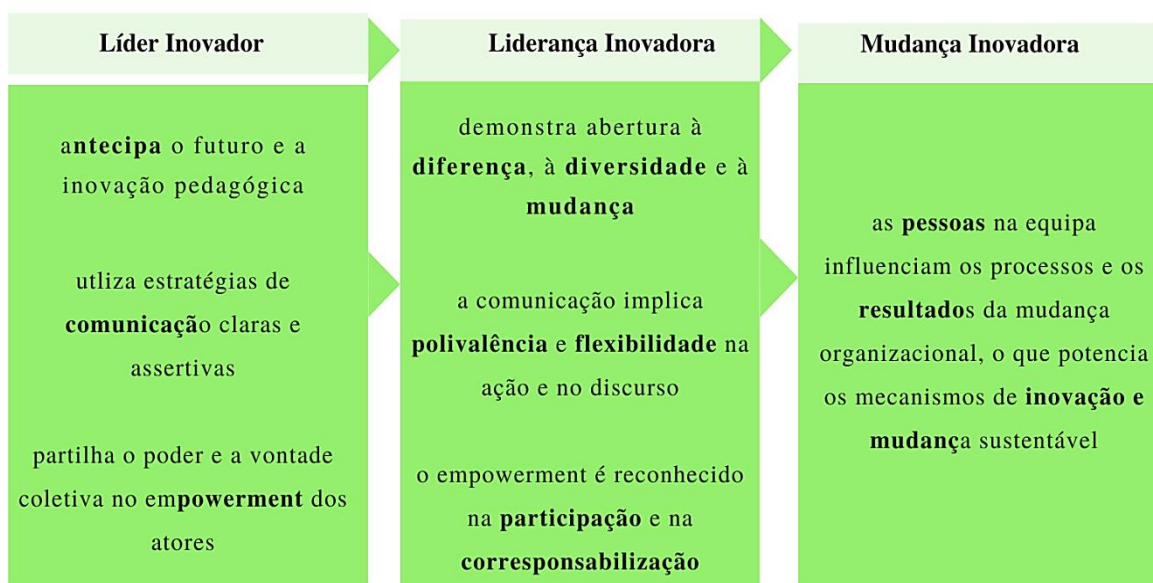 Líder Inovador
antecipa o futuro e a
inovação pedagógica
utliza estratégias de
comunicação claras e
assertivas
partilha o poder e a vontade
coletiva no empowerment dos
atores
Liderança Inovadora
demonstra abertura à
diferença, à diversidade e à
mudança
a comunicação implica
polivalência e flexibilidade na
ação e no discurso
o empowerment é reconhecido
na participação e na
corresponsabilização
Mudança Inovadora
as pessoas na equipa
influenciam os processos e os
resultados da mudança
organizacional, o que potencia
os mecanismos de inovação e
mudança sustentável